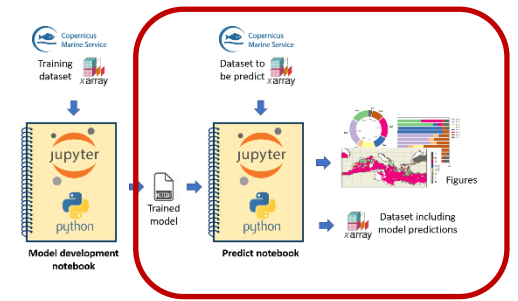 Copernicus
Marine Service
Training
dataset
xarray
jupyter
python
Model development
notebook
NETCDF
Trained
model
Copernicus
Marine Service
Dataset to
be predict
xarray
jupyter
python
Predict notebook
Figures
xarray
Dataset including
model predictions